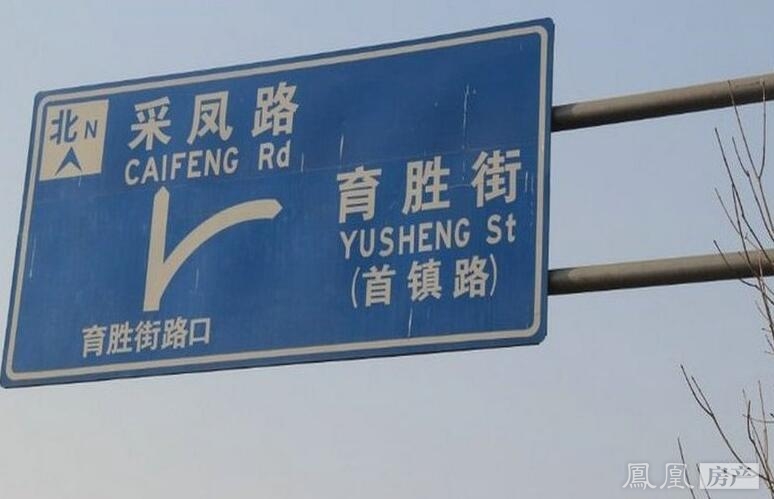 北 N
采凤路
CAIFENG Rd
育胜街
YUSHENG St
(首镇路)
育胜街路口
鳳凰 房产